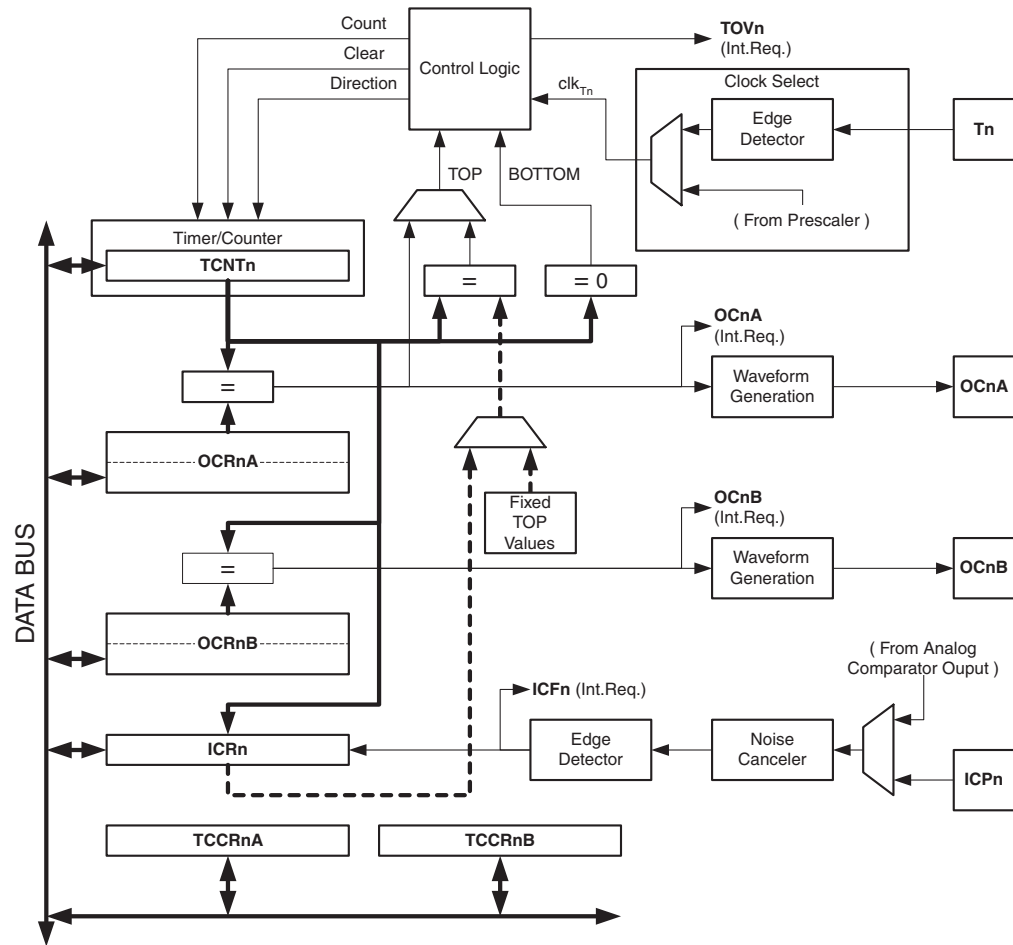 Count
Clear
Direction
Control Logic
TOVn
(Int.Req.)
clkTn
Clock Select
Edge
Detector
Tn
( From Prescaler )
TOP
BOTTOM
Timer/Counter
TCNTn
=
= 0
OCnA
(Int.Req.)
=
Waveform
Generation
OCnA
OCRnA
Fixed
TOP
Values
OCnB
(Int.Req.)
=
Waveform
Generation
OCnB
OCRnB
DATA BUS
( From Analog
Comparator Ouput )
ICFn (Int.Req.)
ICRn
Edge
Detector
Noise
Canceler
ICPn
TCCRnA
TCCRnB